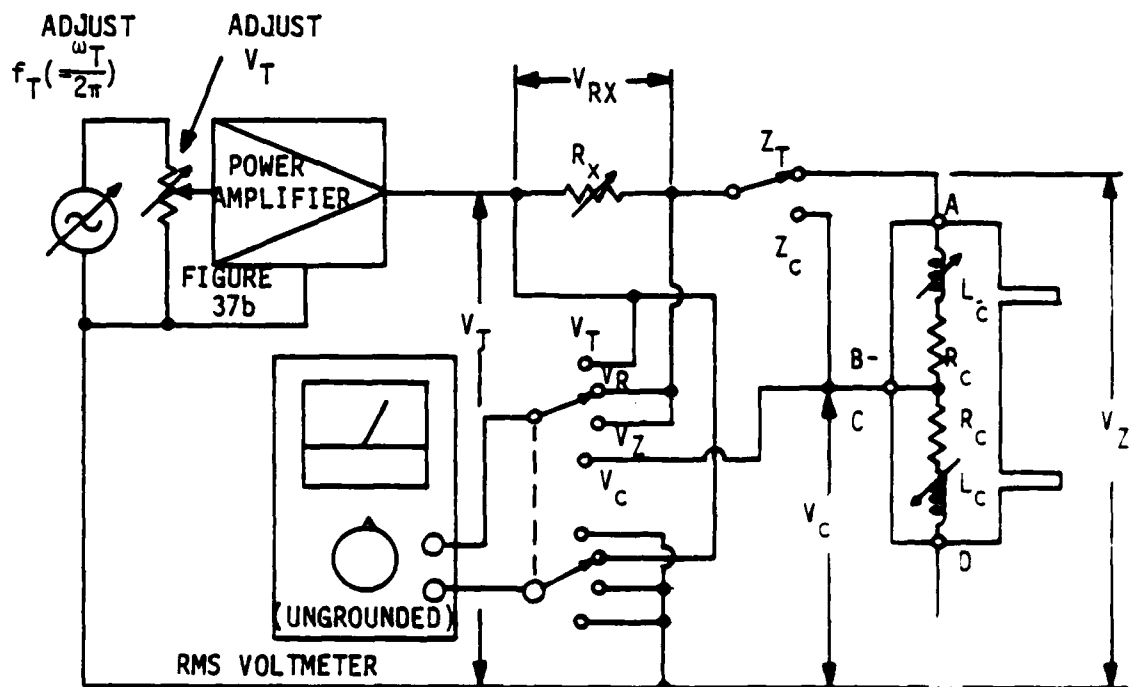 ADJUST
f_T(=ω_T/2π)
ADJUST
V_T
V_RX
POWER
AMPLIFIER
R_x
Z_T
Z_C
A
FIGURE
37b
V_T
V_T
V_R
V_Z
V_C
L_C
B-
R_C
C
R_C
V_Z
L_C
V_C
D
(UNGROUNDED)
RMS VOLTMETER